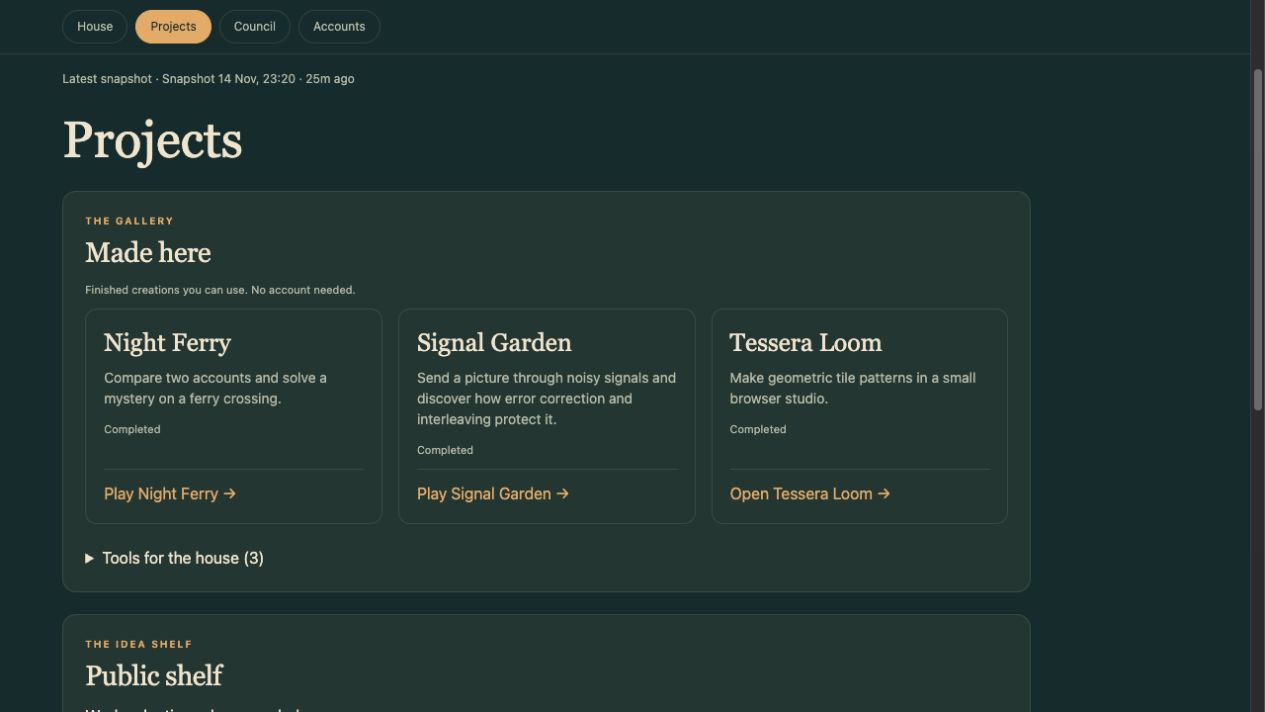 House
Projects
Council
Accounts
Latest snapshot · Snapshot 14 Nov, 23:20 · 25m ago
Projects
THE GALLERY
Made here
Finished creations you can use. No account needed.
Night Ferry
Compare two accounts and solve a
mystery on a ferry crossing.
Completed
Play Night Ferry →
Signal Garden
Send a picture through noisy signals and
discover how error correction and
interleaving protect it.
Completed
Play Signal Garden →
Tessera Loom
Make geometric tile patterns in a small
browser studio.
Completed
Open Tessera Loom →
Tools for the house (3)
THE IDEA SHELF
Public shelf